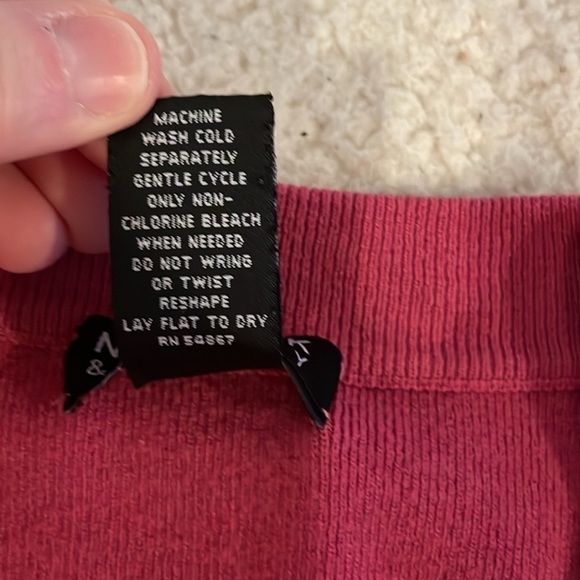 MACHINE
WASH COLD
SEPARATELY
GENTLE CYCLE
ONLY NON-
CHLORINE BLEACH
WHEN NEEDED
DO NOT WRING
OR TWIST
RESHAPE
LAY FLAT TO DRY
RN 54867
&